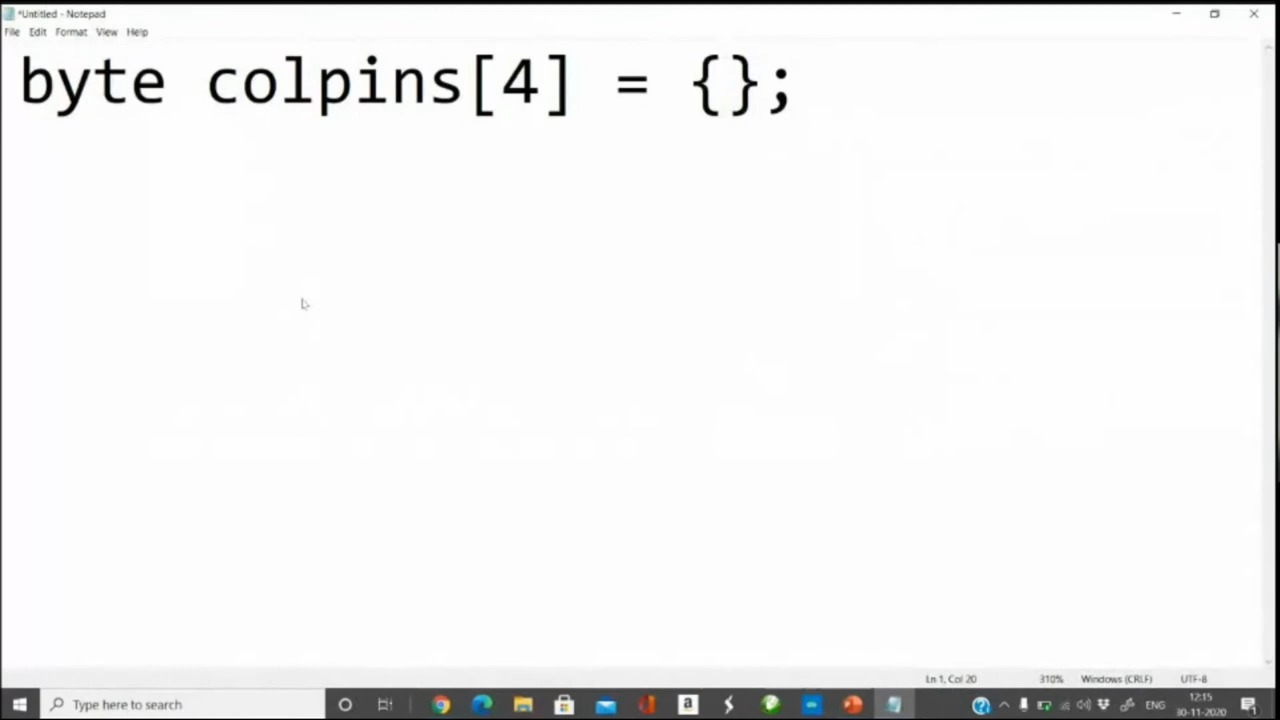 *Untitled - Notepad
File Edit Format View Help
byte colpins[4] = {};
Ln 1, Col 20 310% Windows (CRLF) UTF-8
Type here to search
ENG
12:15
30-11-2020